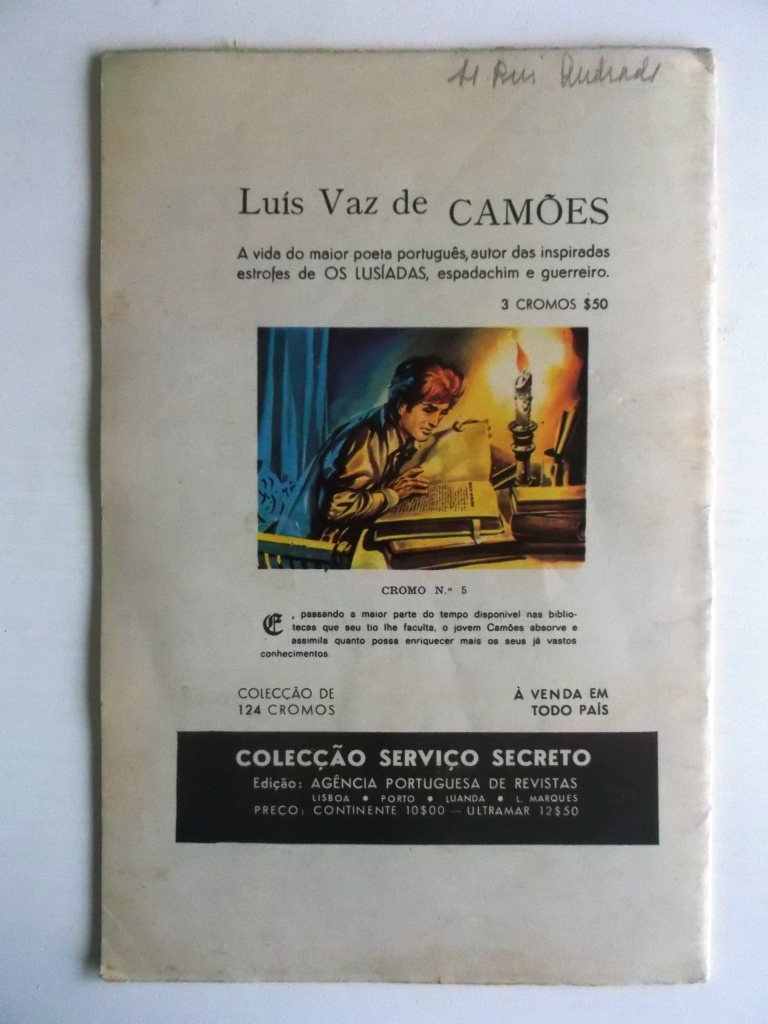 Rui Andrade
Luís Vaz de CAMÕES
A vida do maior poeta português, autor das inspiradas
estrofes de OS LUSÍADAS, espadachim e guerreiro.
3 CROMOS $50
CROMO N.º 5
E, passando a maior parte do tempo disponível nas biblio-
tecas que seu tio lhe faculta, o jovem Camões absorve e
assimila quanto possa enriquecer mais os seus já vastos
conhecimentos.
COLECÇÃO DE
124 CROMOS
À VENDA EM
TODO PAÍS
COLECÇÃO SERVIÇO SECRETO
Edição: AGÊNCIA PORTUGUESA DE REVISTAS
LISBOA • PORTO • LUANDA • L. MARQUES
PREÇO: CONTINENTE 10$00 — ULTRAMAR 12$50